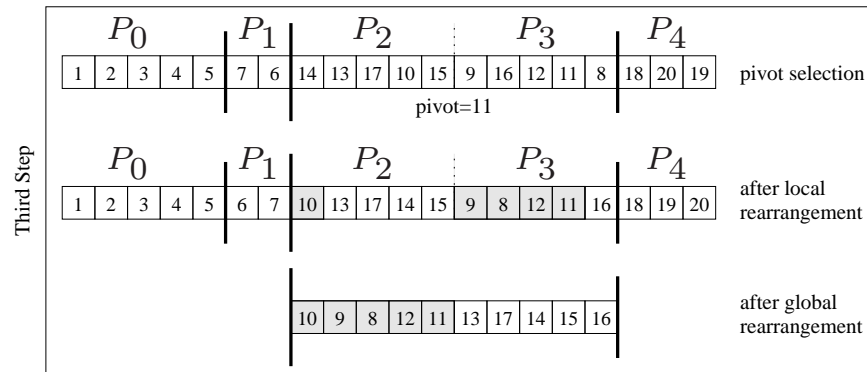 P0 P1 P2 P3 P4
1 2 3 4 5 7 6 14 13 17 10 15 9 16 12 11 8 18 20 19 pivot selection
pivot=11
Third Step
P0 P1 P2 P3 P4
1 2 3 4 5 6 7 10 13 17 14 15 9 8 12 11 16 18 19 20 after local
rearrangement
10 9 8 12 11 13 17 14 15 16 after global
rearrangement